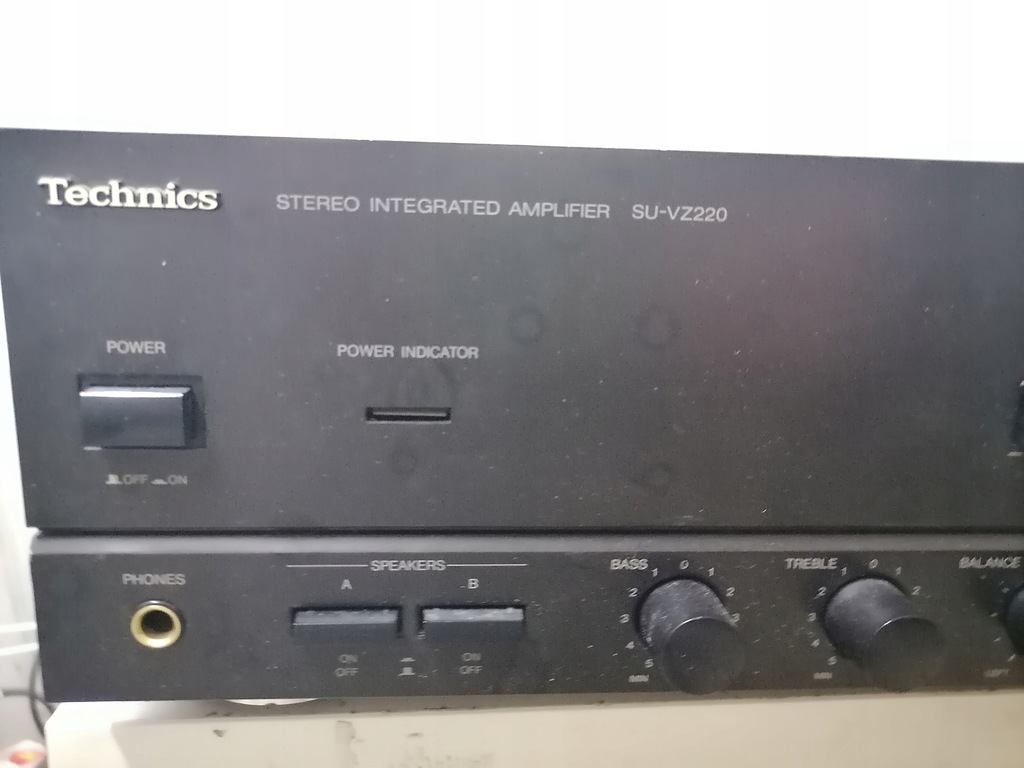 Technics
STEREO INTEGRATED AMPLIFIER SU-VZ220
POWER
POWER INDICATOR
OFF ON
PHONES
SPEAKERS
A B
ON OFF
ON OFF
BASS
1 0 1
2 2
3 3
4
5
MIN
TREBLE
1 0 1
2 2
3
4
5
MIN
BALANCE